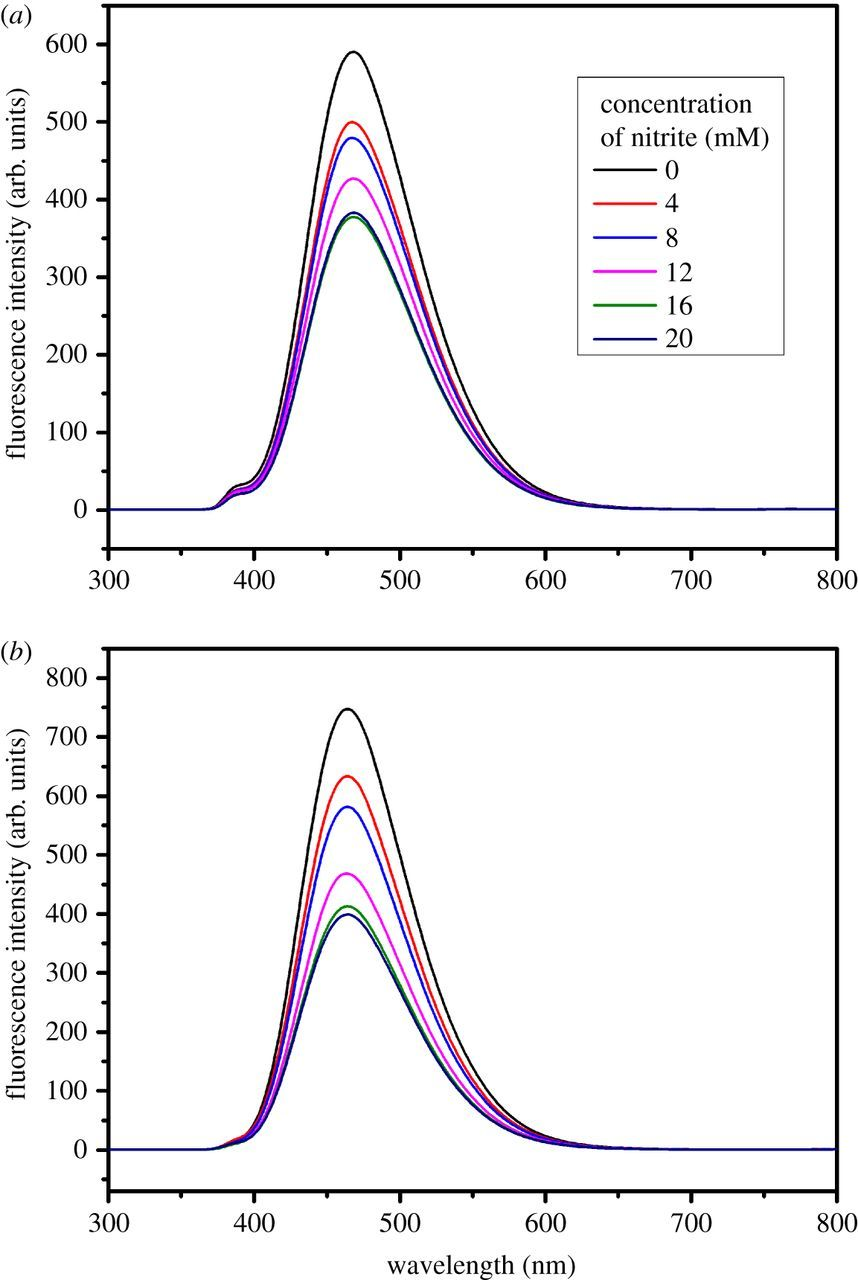 (a)
600
500
400
300
200
100
0
fluorescence intensity (arb. units)
300 400 500 600 700 800
concentration
of nitrite (mM)
0
4
8
12
16
20
(b)
800
700
600
500
400
300
200
100
0
fluorescence intensity (arb. units)
300 400 500 600 700 800
wavelength (nm)